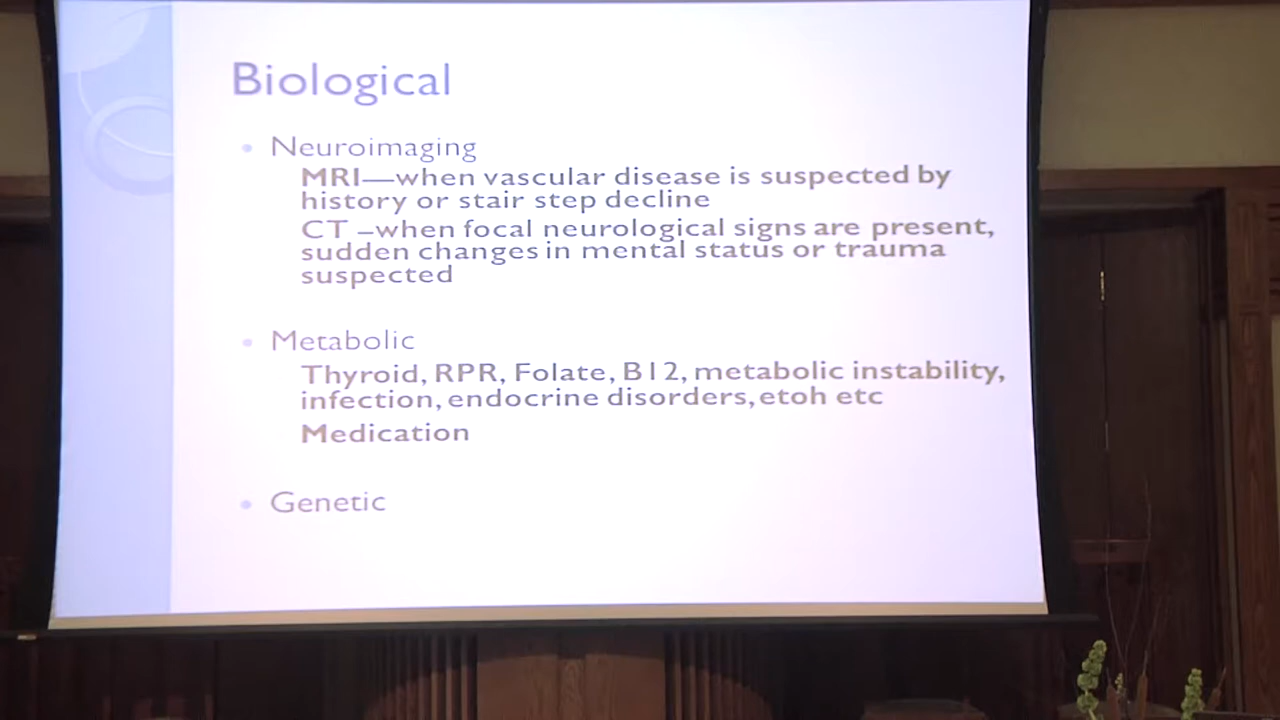 Biological
• Neuroimaging
MRI—when vascular disease is suspected by
history or stair step decline
CT –when focal neurological signs are present,
sudden changes in mental status or trauma
suspected
• Metabolic
Thyroid, RPR, Folate, B12, metabolic instability,
infection, endocrine disorders, etoh etc
Medication
• Genetic